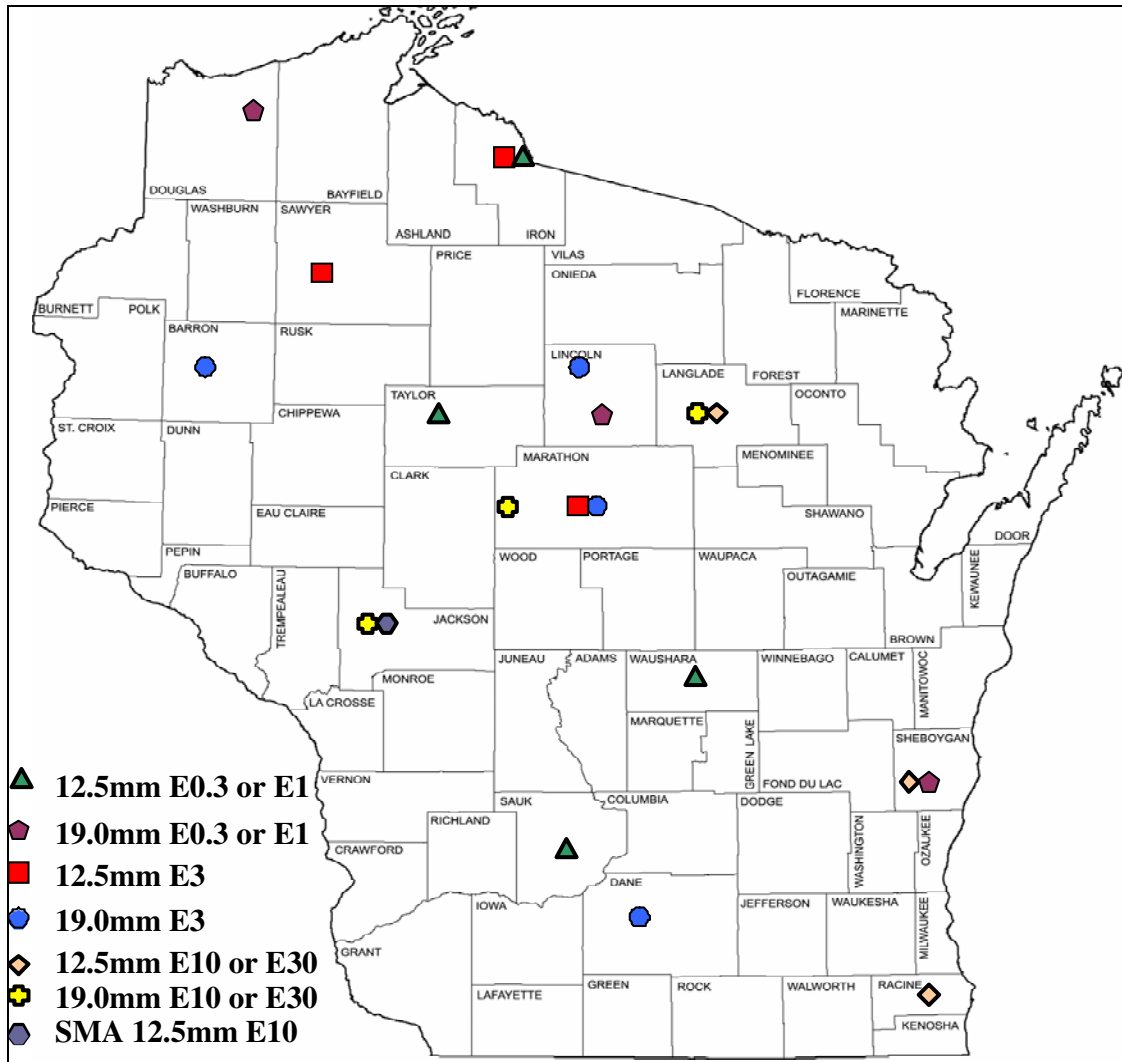 DOUGLAS
BAYFIELD
WASHBURN
SAWYER
ASHLAND
IRON
PRICE
VILAS
ONIEDA
FLORENCE
MARINETTE
BURNETT
POLK
BARRON
RUSK
LINCOLN
LANGLADE
FOREST
OCONTO
TAYLOR
CHIPPEWA
ST. CROIX
DUNN
MARATHON
MENOMINEE
CLARK
PIERCE
EAU CLAIRE
SHAWANO
DOOR
PEPIN
WOOD
PORTAGE
WAUPACA
BUFFALO
OUTAGAMIE
KEWAUNEE
TREMPEALEAU
JACKSON
BROWN
JUNEAU
ADAMS
WAUSHARA
WINNEBAGO
CALUMET
MANITOWOC
MONROE
LA CROSSE
MARQUETTE
GREEN LAKE
SHEBOYGAN
VERNON
FOND DU LAC
SAUK
COLUMBIA
DODGE
RICHLAND
WASHINGTON
OZAUKEE
CRAWFORD
DANE
IOWA
JEFFERSON
WAUKESHA
MILWAUKEE
GRANT
LAFAYETTE
GREEN
ROCK
WALWORTH
RACINE
KENOSHA
12.5mm E0.3 or E1
19.0mm E0.3 or E1
12.5mm E3
19.0mm E3
12.5mm E10 or E30
19.0mm E10 or E30
SMA 12.5mm E10